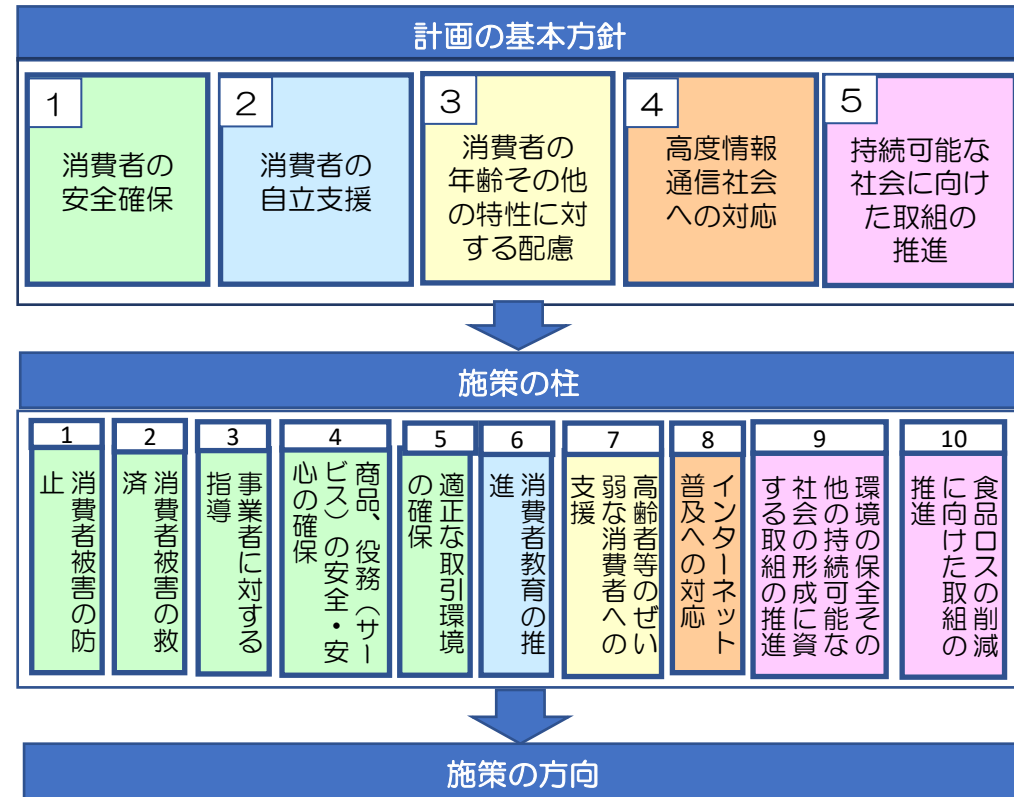 計画の基本方針
1
消費者の
安全確保
2
消費者の
自立支援
3
消費者の
年齢その他
の特性に対
する配慮
4
高度情報
通信社会
への対応
5
持続可能な
社会に向け
た取組の
推進
施策の柱
1
消費者被害の防
止
2
消費者被害の救
済
3
事業者に対する
指導
4
商品、役務（サー
ビス）の安全・安
心の確保
5
適正な取引環境
の確保
6
消費者教育の推
進
7
高齢者等のぜい
弱な消費者への
支援
8
インターネット
普及への対応
9
環境の保全その
他の持続可能な
社会の形成に資
する取組の推進
10
食品ロスの削減
に向けた取組の
推進
施策の方向